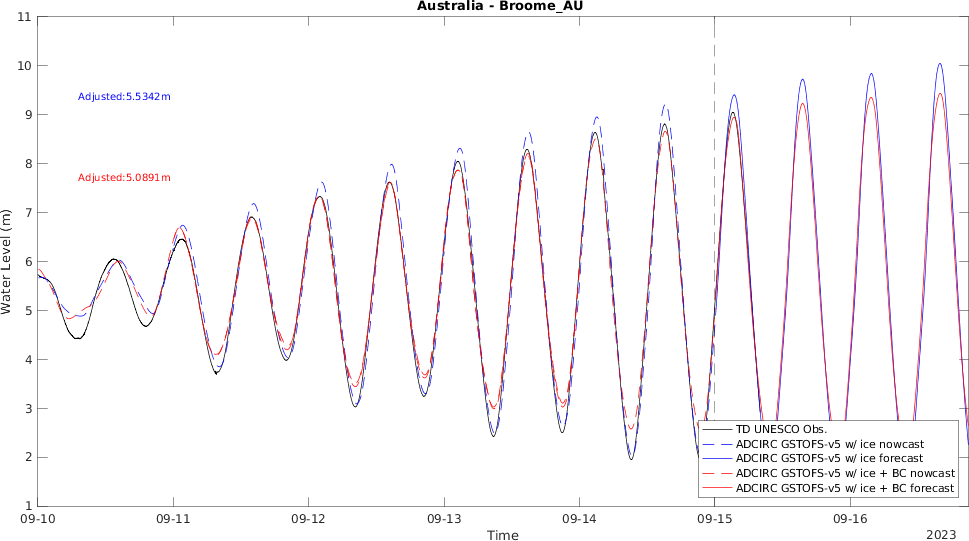 Australia - Broome_AU
11
10
9
8
7
6
5
4
3
2
1
Water Level (m)
Adjusted:5.5342m
Adjusted:5.0891m
TD UNESCO Obs.
ADCIRC GSTOFS-v5 w/ ice nowcast
ADCIRC GSTOFS-v5 w/ ice forecast
ADCIRC GSTOFS-v5 w/ ice + BC nowcast
ADCIRC GSTOFS-v5 w/ ice + BC forecast
09-10 09-11 09-12 09-13 09-14 09-15 09-16
Time
2023